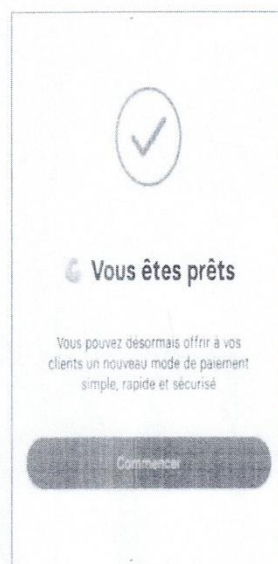 Vous êtes prêts
Vous pouvez désormais offrir à vos
clients un nouveau mode de paiement
simple, rapide et sécurisé
Commencer